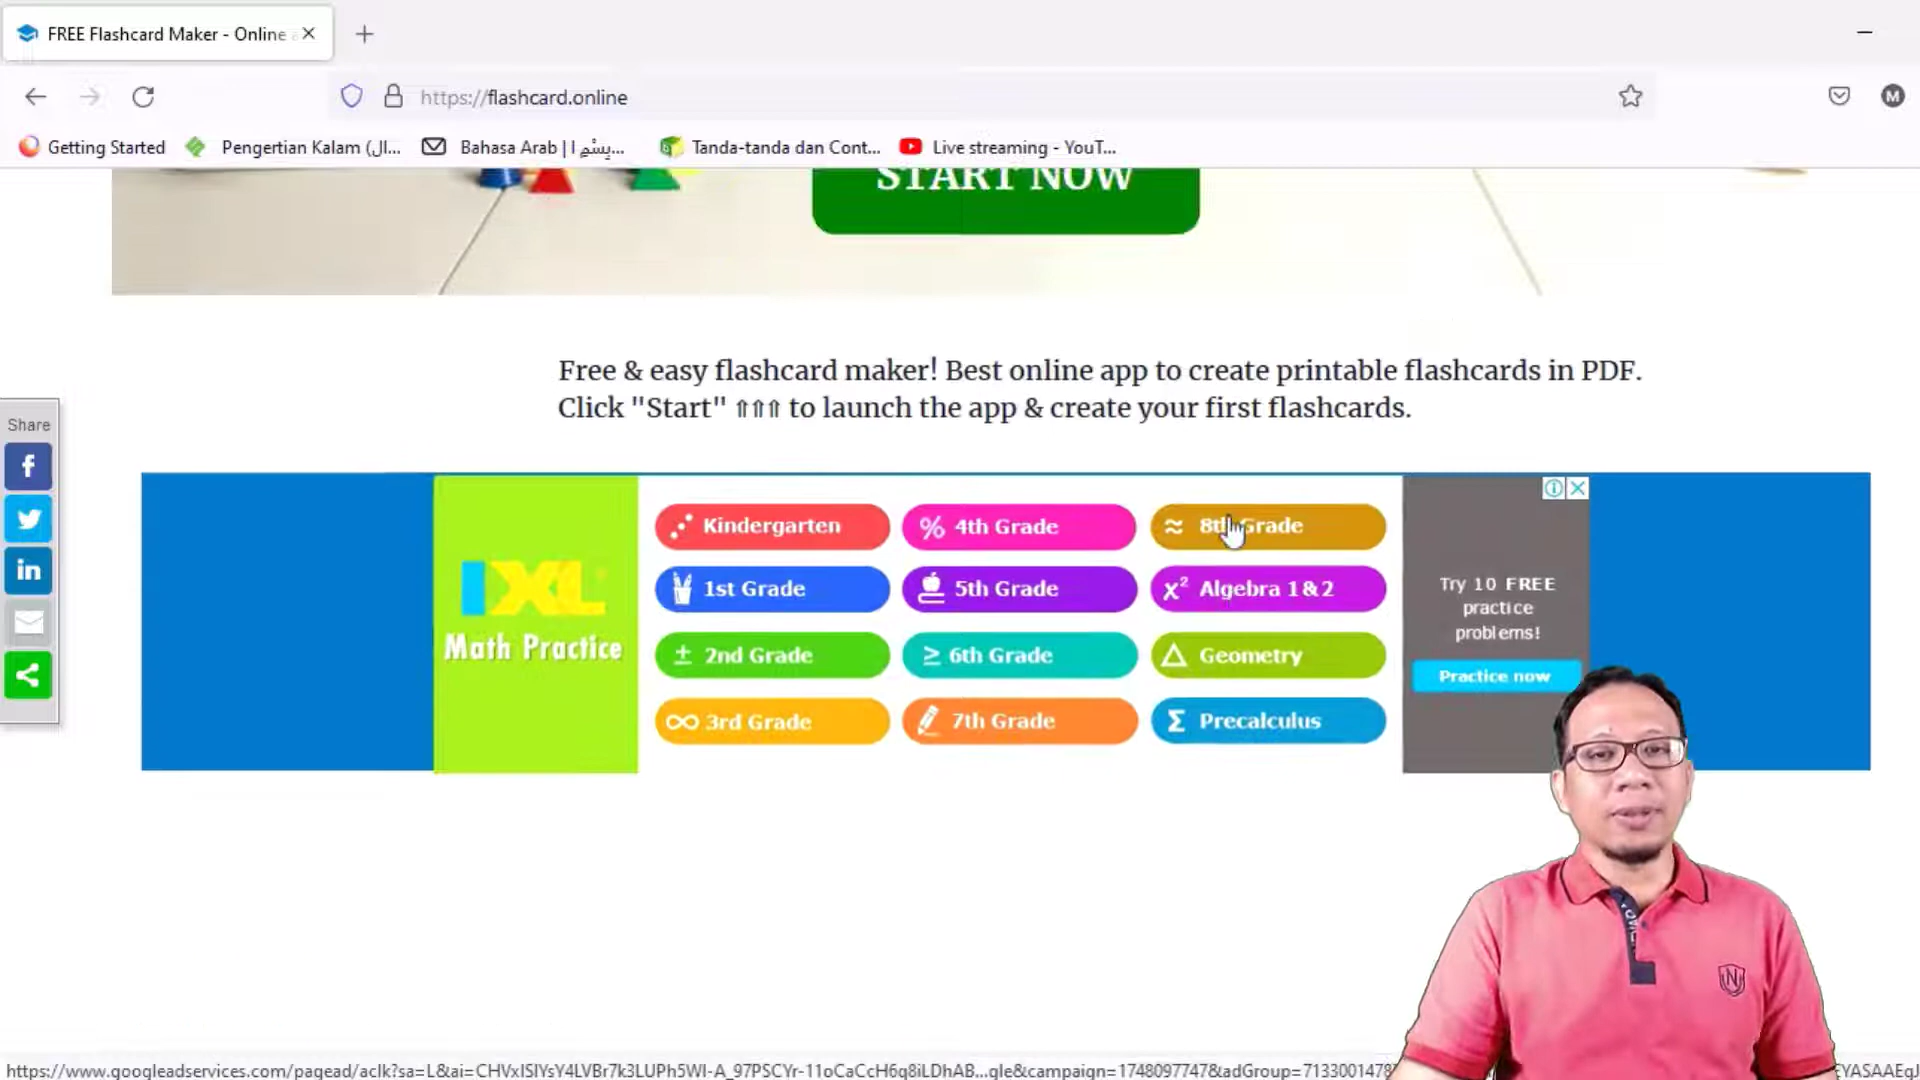 FREE Flashcard Maker - Online
https://flashcard.online
M
Getting Started
Pengertian Kalam (ال...
Bahasa Arab | بِسْمِ ا...
Tanda-tanda dan Cont...
Live streaming - YouT...
START NOW
Free & easy flashcard maker! Best online app to create printable flashcards in PDF.
Click "Start" ⇑⇑⇑ to launch the app & create your first flashcards.
Share
f
in
IXL
Math Practice
Kindergarten
1st Grade
± 2nd Grade
∞ 3rd Grade
% 4th Grade
5th Grade
≥ 6th Grade
7th Grade
≈ 8th Grade
x² Algebra 1 & 2
△ Geometry
Σ Precalculus
Try 10 FREE
practice
problems!
Practice now
N